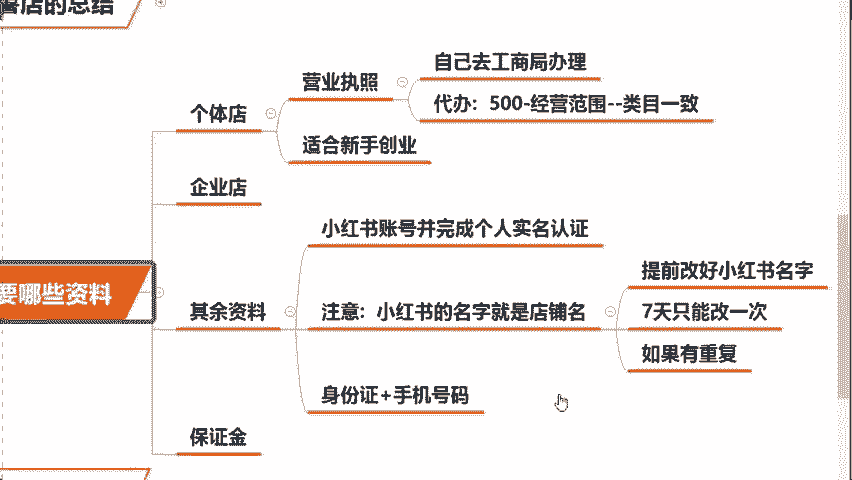 书店的总结
自己去工商局办理
营业执照
代办：500-经营范围--类目一致
个体店
适合新手创业
企业店
小红书账号并完成个人实名认证
提前改好小红书名字
要哪些资料
其余资料
注意：小红书的名字就是店铺名
7天只能改一次
如果有重复
身份证+手机号码
保证金